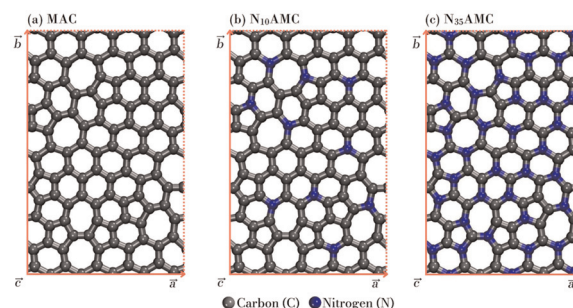 (a) MAC
(b) N₁₀AMC
(c) N₃₅AMC
b
b
b
c
a
c
a
c
a
Carbon (C) Nitrogen (N)